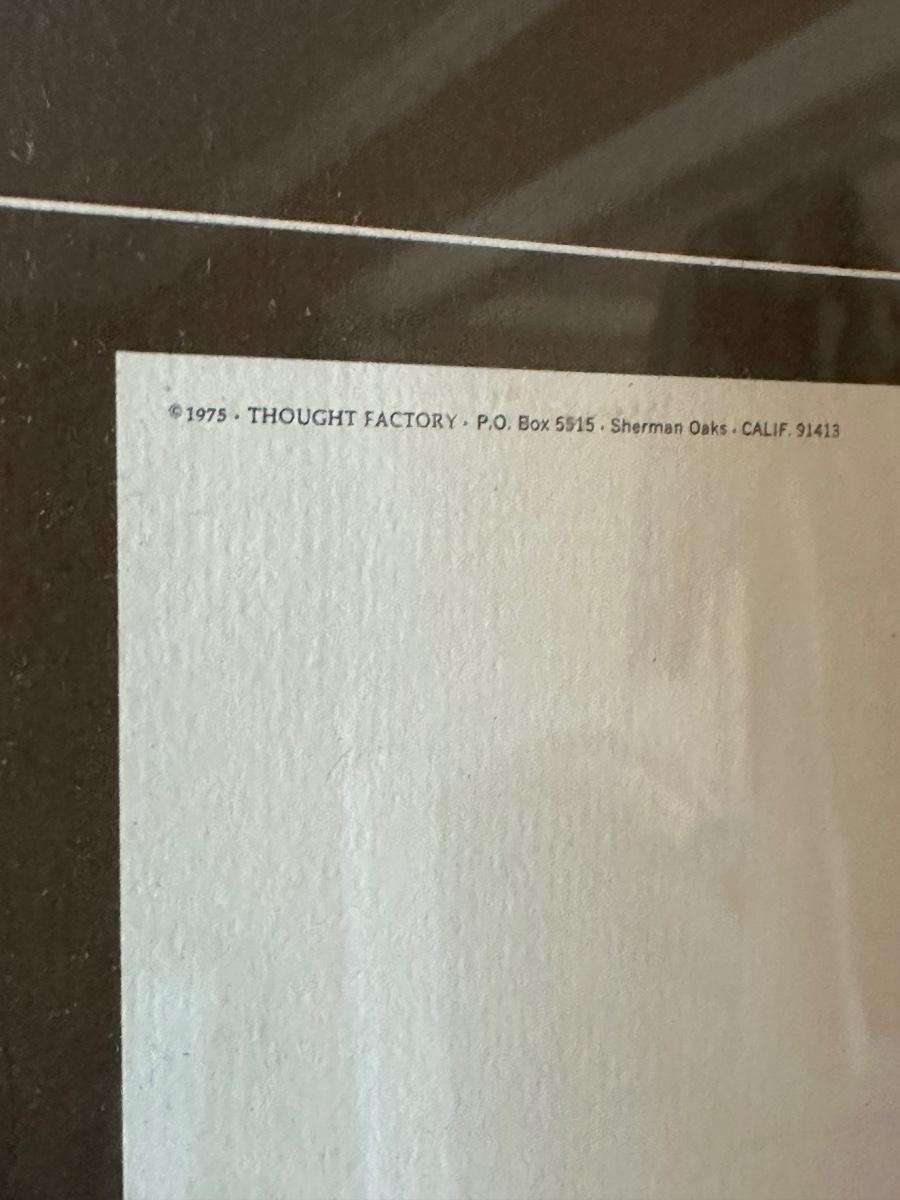 ©1975 · THOUGHT FACTORY · P.O. Box 5515 · Sherman Oaks · CALIF. 91413